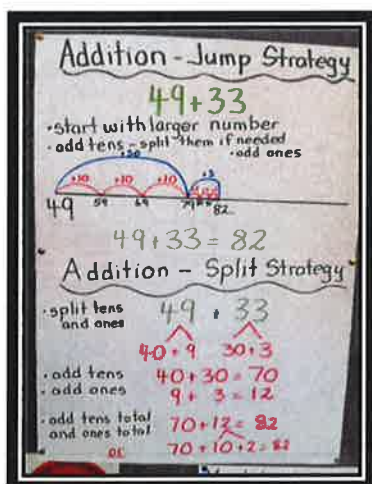 Addition - Jump Strategy
49+33
• start with larger number
• add tens - split them if needed
• add ones
+30
+3
+10 +10 +10
49 59 69 79 82
49+33 = 82
Addition - Split Strategy
• split tens and ones
49 + 33
40+9 30+3
• add tens 40+30=70
• add ones 9+3=12
• add tens total 70+12=82
and ones total
70+10+2=82